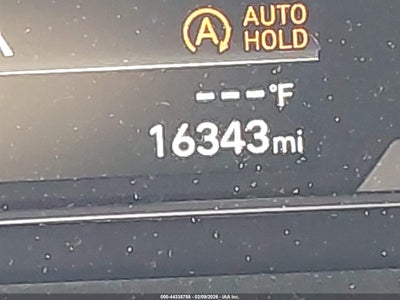 A AUTO
HOLD
---°F
16343mi
000-44338758 - 02/09/2026 - IAA Inc.